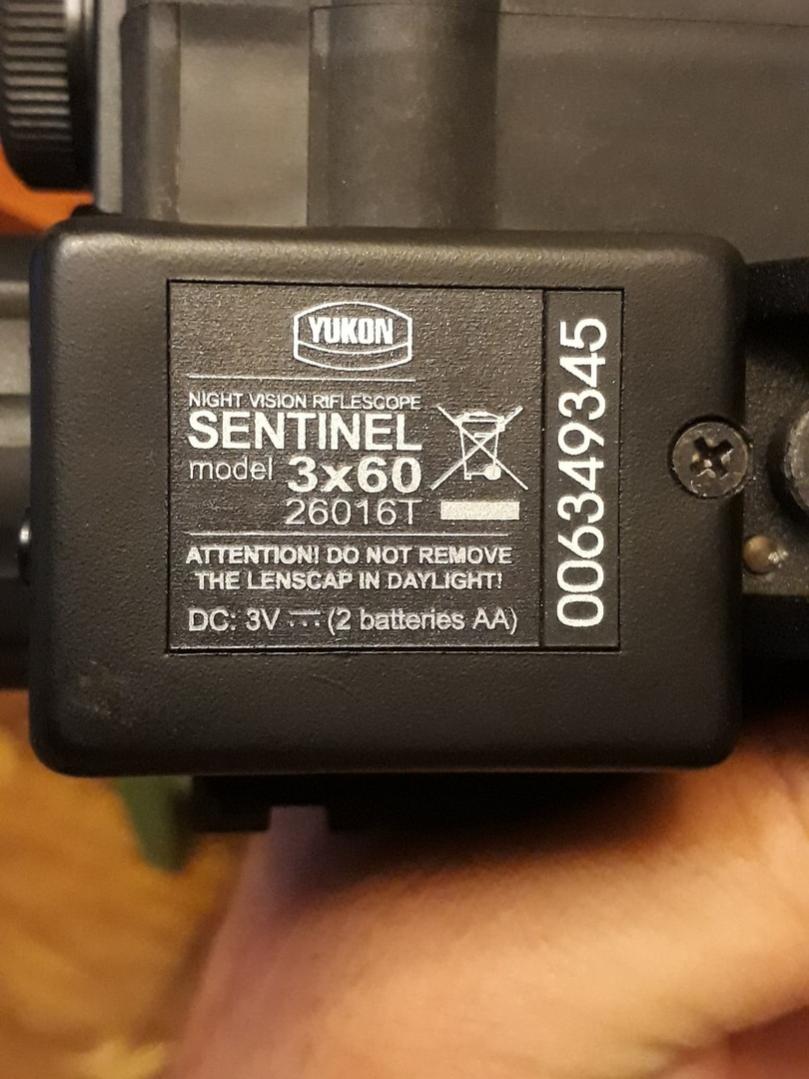 YUKON
NIGHT VISION RIFLESCOPE
SENTINEL
model 3x60
26016T
ATTENTION! DO NOT REMOVE
THE LENSCAP IN DAYLIGHT!
DC: 3V ⎓ (2 batteries AA)
006349345